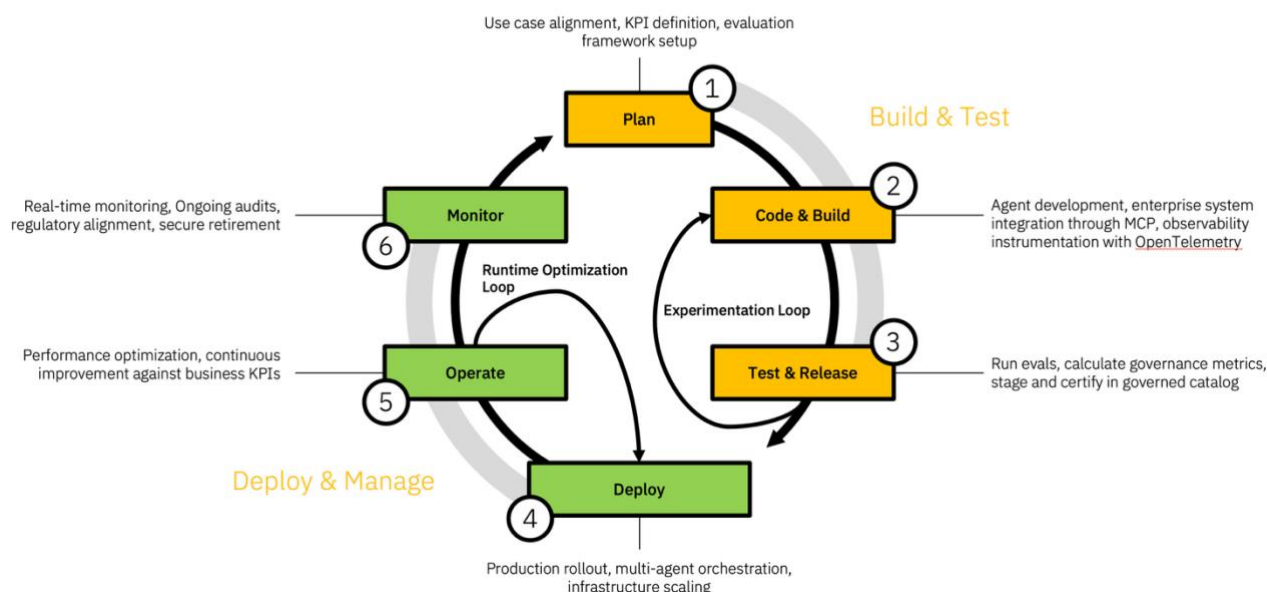 Use case alignment, KPI definition, evaluation
framework setup
1
Plan
Build & Test
2
Code & Build
Agent development, enterprise system
integration through MCP, observability
instrumentation with OpenTelemetry
Real-time monitoring, Ongoing audits,
regulatory alignment, secure retirement
Monitor
6
Runtime Optimization
Loop
Experimentation Loop
3
Test & Release
Run evals, calculate governance metrics,
stage and certify in governed catalog
Performance optimization, continuous
improvement against business KPIs
Operate
5
Deploy & Manage
Deploy
4
Production rollout, multi-agent orchestration,
infrastructure scaling